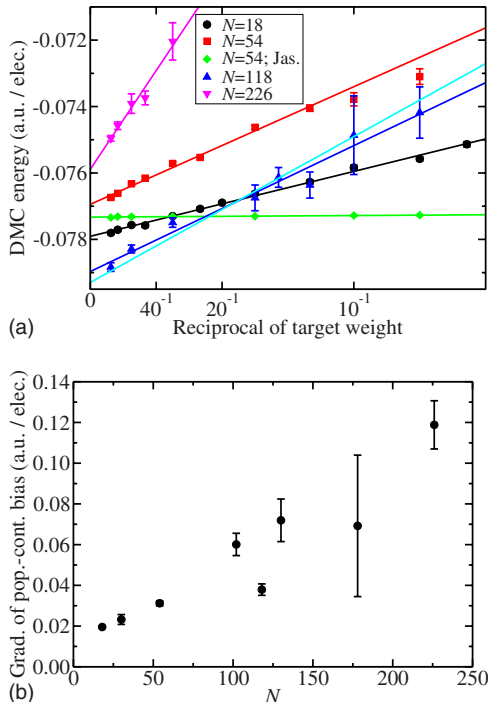 -0.072
-0.074
-0.076
-0.078
DMC energy (a.u. / elec.)
N=18
N=54
N=54; Jas.
N=118
N=226
0 40⁻¹ 20⁻¹ 10⁻¹
(a) Reciprocal of target weight
0.14
0.12
0.10
0.08
0.06
0.04
0.02
0.00
Grad. of pop.-cont. bias (a.u. / elec.)
0 50 100 150 200 250
(b) N